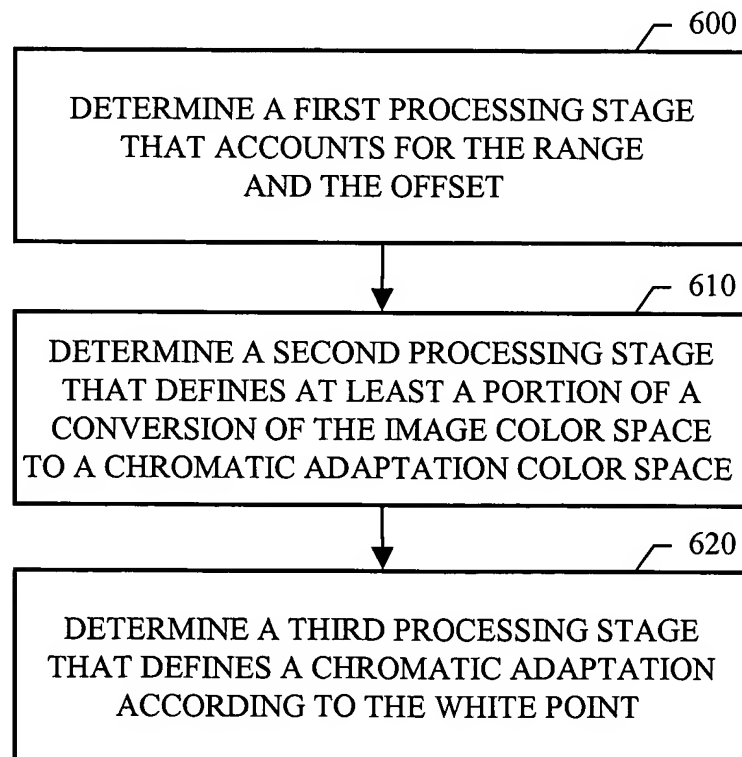 600
DETERMINE A FIRST PROCESSING STAGE
THAT ACCOUNTS FOR THE RANGE
AND THE OFFSET
610
DETERMINE A SECOND PROCESSING STAGE
THAT DEFINES AT LEAST A PORTION OF A
CONVERSION OF THE IMAGE COLOR SPACE
TO A CHROMATIC ADAPTATION COLOR SPACE
620
DETERMINE A THIRD PROCESSING STAGE
THAT DEFINES A CHROMATIC ADAPTATION
ACCORDING TO THE WHITE POINT